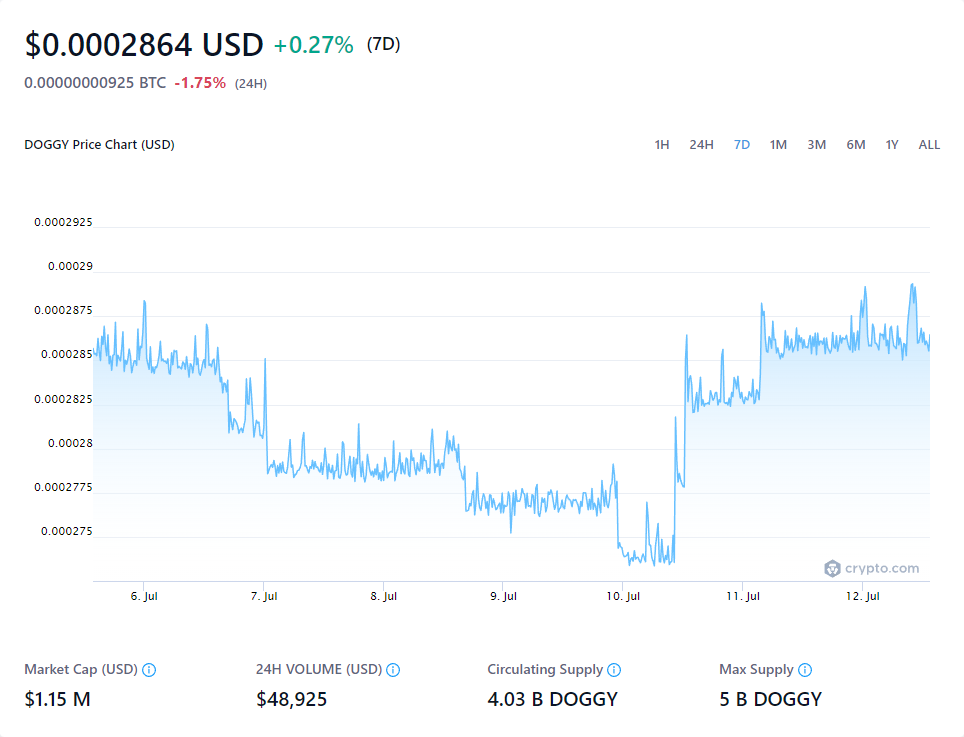 $0.0002864 USD +0.27% (7D)
0.00000000925 BTC -1.75% (24H)
DOGGY Price Chart (USD) 1H 24H 7D 1M 3M 6M 1Y ALL
0.0002925
0.00029
0.0002875
0.000285
0.0002825
0.00028
0.0002775
0.000275
crypto.com
6. Jul 7. Jul 8. Jul 9. Jul 10. Jul 11. Jul 12. Jul
Market Cap (USD) 24H VOLUME (USD) Circulating Supply Max Supply
$1.15 M $48,925 4.03 B DOGGY 5 B DOGGY